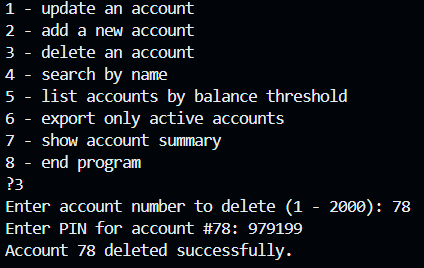 1 - update an account
2 - add a new account
3 - delete an account
4 - search by name
5 - list accounts by balance threshold
6 - export only active accounts
7 - show account summary
8 - end program
?3
Enter account number to delete (1 - 2000): 78
Enter PIN for account #78: 979199
Account 78 deleted successfully.